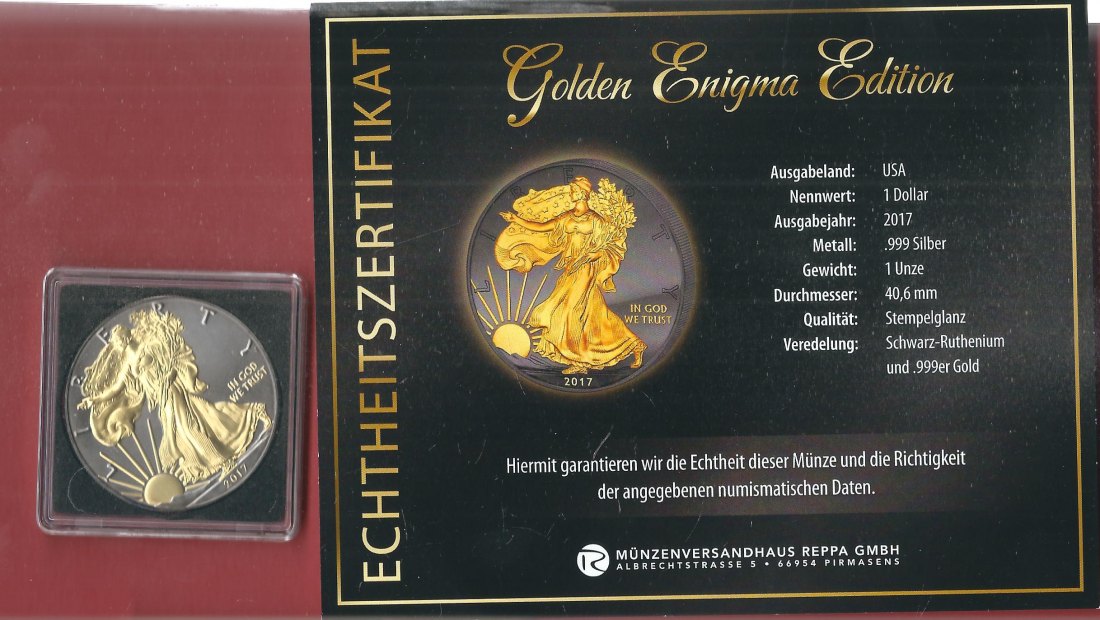 ECHTHEITSZERTIFIKAT
Golden Enigma Edition
LIBERTY
IN GOD
WE TRUST
2017
Ausgabeland: USA
Nennwert: 1 Dollar
Ausgabejahr: 2017
Metall: .999 Silber
Gewicht: 1 Unze
Durchmesser: 40,6 mm
Qualität: Stempelglanz
Veredelung: Schwarz-Ruthenium
und .999er Gold
Hiermit garantieren wir die Echtheit dieser Münze und die Richtigkeit
der angegebenen numismatischen Daten.
R MÜNZENVERSANDHAUS REPPA GMBH
ALBRECHTSTRASSE 5 • 66954 PIRMASENS
LIBERTY
IN GOD
WE TRUST
2017